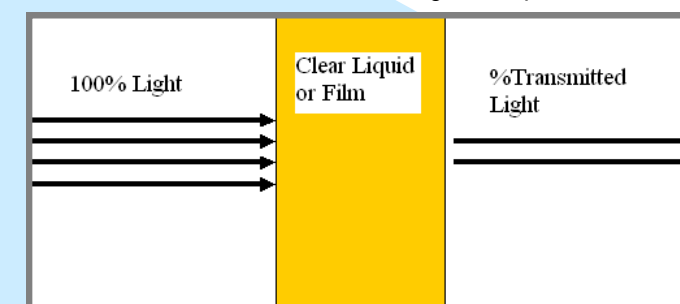 100% Light
Clear Liquid
or Film
%Transmitted
Light